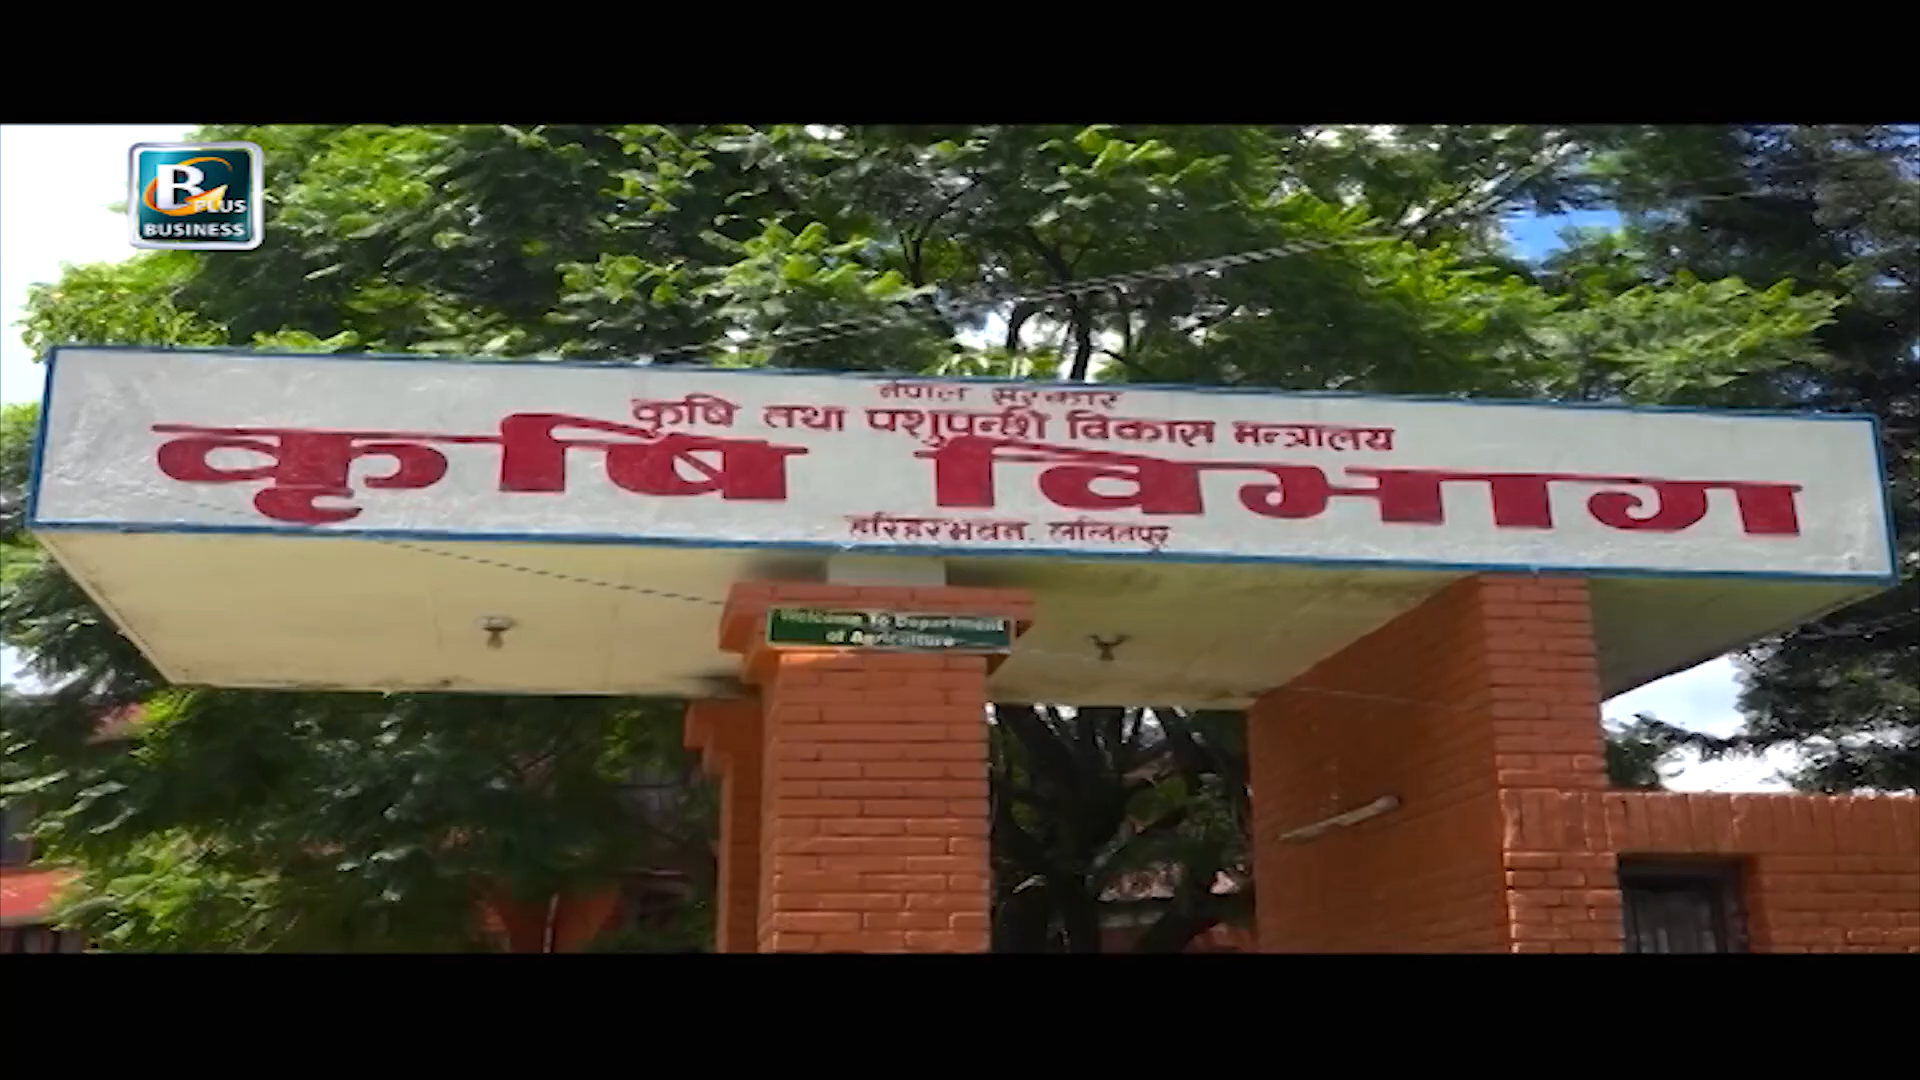 B
PLUS
BUSINESS
नेपाल सरकार
कृषि तथा पशुपन्छी विकास मन्त्रालय
कृषि विभाग
हरिहरभवन, ललितपुर
Welcome To Department
of Agriculture